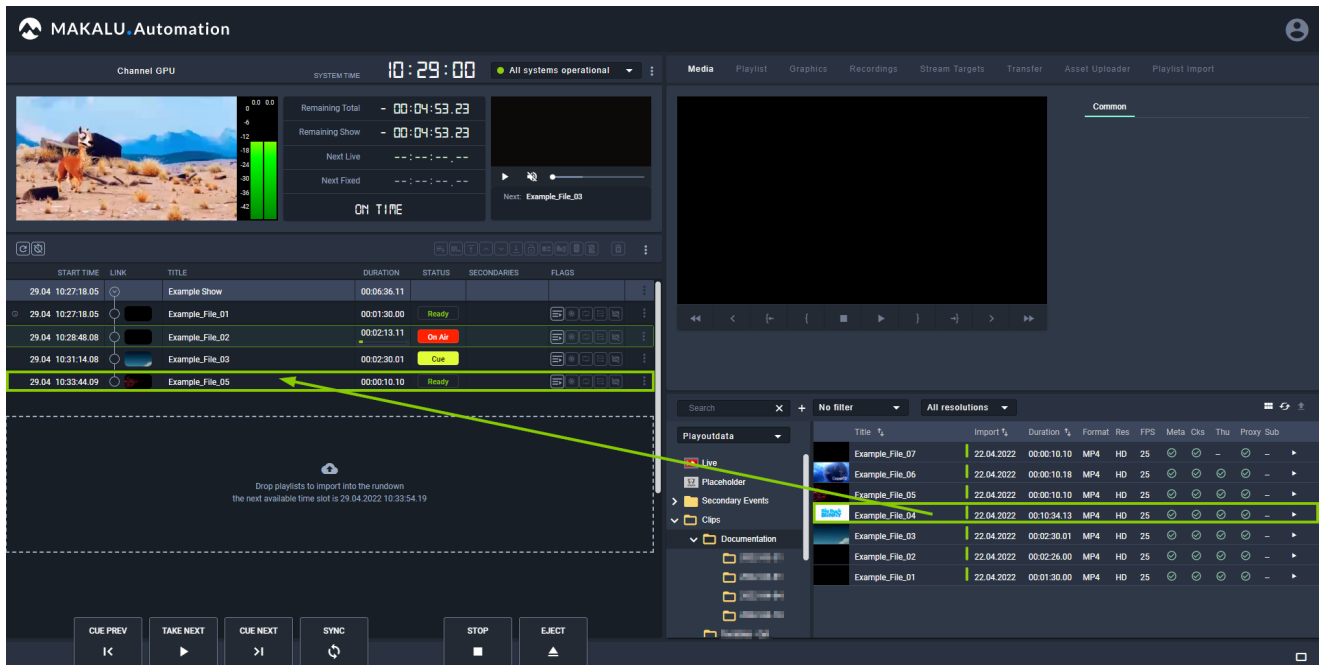 MAKALU.Automation
Channel GPU
SYSTEM TIME 10:29:00
All systems operational
0 0.0 0.0
-6
-12
-18
-24
-30
-36
-42
Remaining Total - 00:04:53.23
Remaining Show - 00:04:53.23
Next Live --:--:--.--
Next Fixed --:--:--.--
ON TIME
Next: Example_File_03
START TIME LINK TITLE DURATION STATUS SECONDARIES FLAGS
29.04 10:27:18.05 Example Show 00:06:36.11
29.04 10:27:18.05 Example_File_01 00:01:30.00 Ready
29.04 10:28:48.08 Example_File_02 00:02:13.11 On Air
29.04 10:31:14.08 Example_File_03 00:02:30.01 Cue
29.04 10:33:44.09 Example_File_05 00:00:10.10 Ready
Drop playlists to import into the rundown
the next available time slot is 29.04.2022 10:33:54.19
CUE PREV TAKE NEXT CUE NEXT SYNC STOP EJECT
Media Playlist Graphics Recordings Stream Targets Transfer Asset Uploader Playlist Import
Common
Search No filter All resolutions
Playoutdata
Live
Placeholder
Secondary Events
Clips
Documentation
Title Import Duration Format Res FPS Meta Cks Thu Proxy Sub
Example_File_07 22.04.2022 00:00:10.10 MP4 HD 25
Example_File_06 22.04.2022 00:00:10.18 MP4 HD 25
Example_File_05 22.04.2022 00:00:10.10 MP4 HD 25
Example_File_04 22.04.2022 00:10:34.13 MP4 HD 25
Example_File_03 22.04.2022 00:02:30.01 MP4 HD 25
Example_File_02 22.04.2022 00:02:26.00 MP4 HD 25
Example_File_01 22.04.2022 00:01:30.00 MP4 HD 25